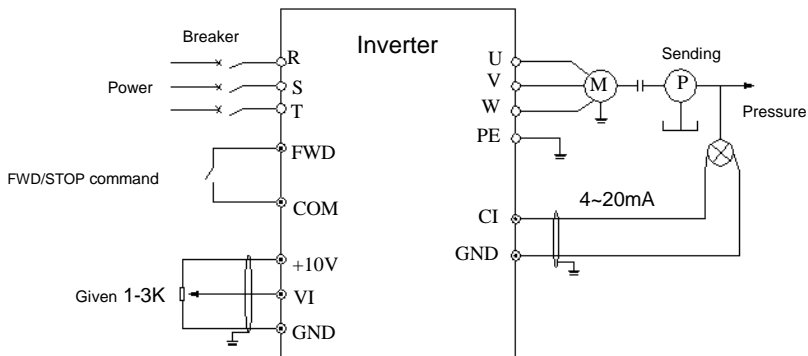 Inverter
Breaker
R
Power
S
T
FWD
FWD/STOP command
COM
+10V
Given 1-3K
VI
GND
U
V
W
PE
M
Sending
P
Pressure
CI
4~20mA
GND